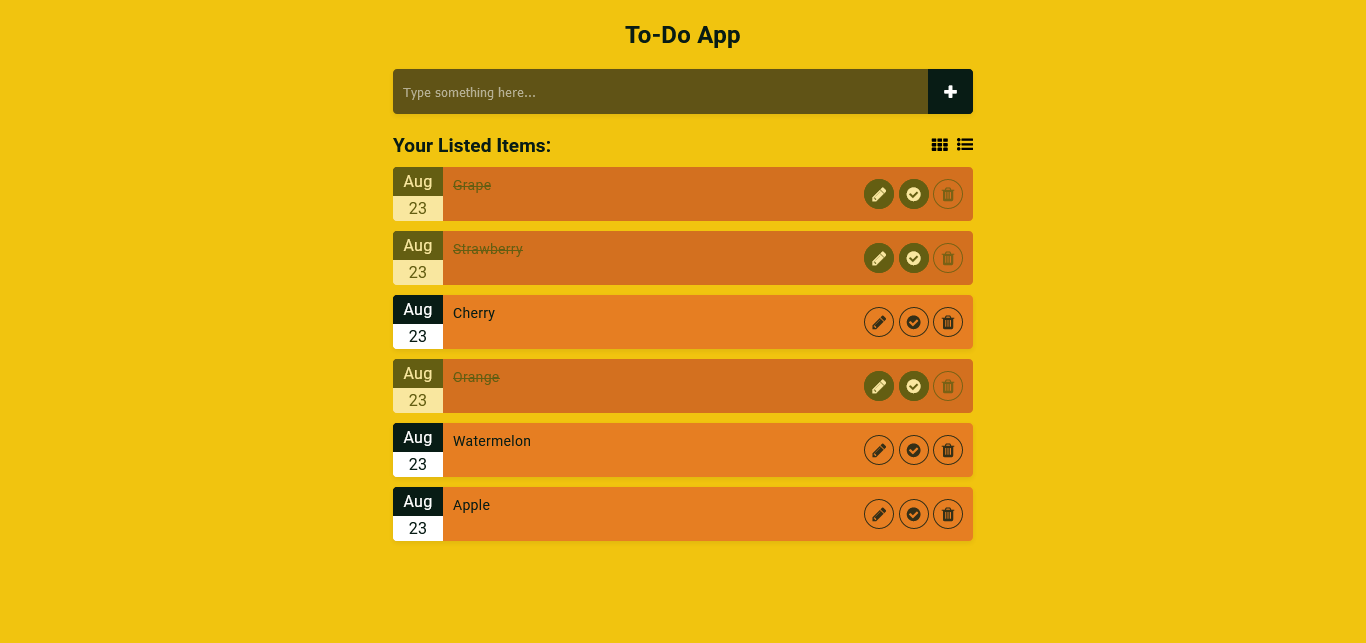 To-Do App
Type something here...
Your Listed Items:
Aug
Grape
23
Aug
Strawberry
23
Aug
Cherry
23
Aug
Orange
23
Aug
Watermelon
23
Aug
Apple
23